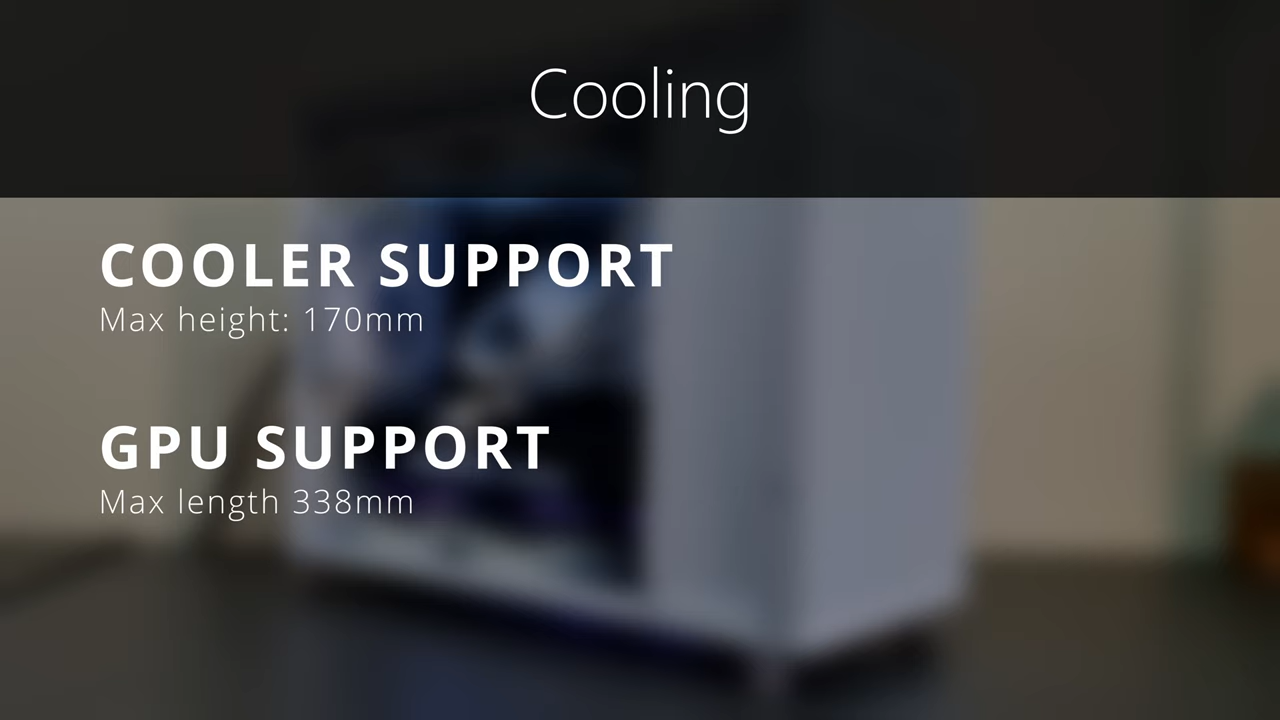 Cooling
COOLER SUPPORT
Max height: 170mm
GPU SUPPORT
Max length 338mm